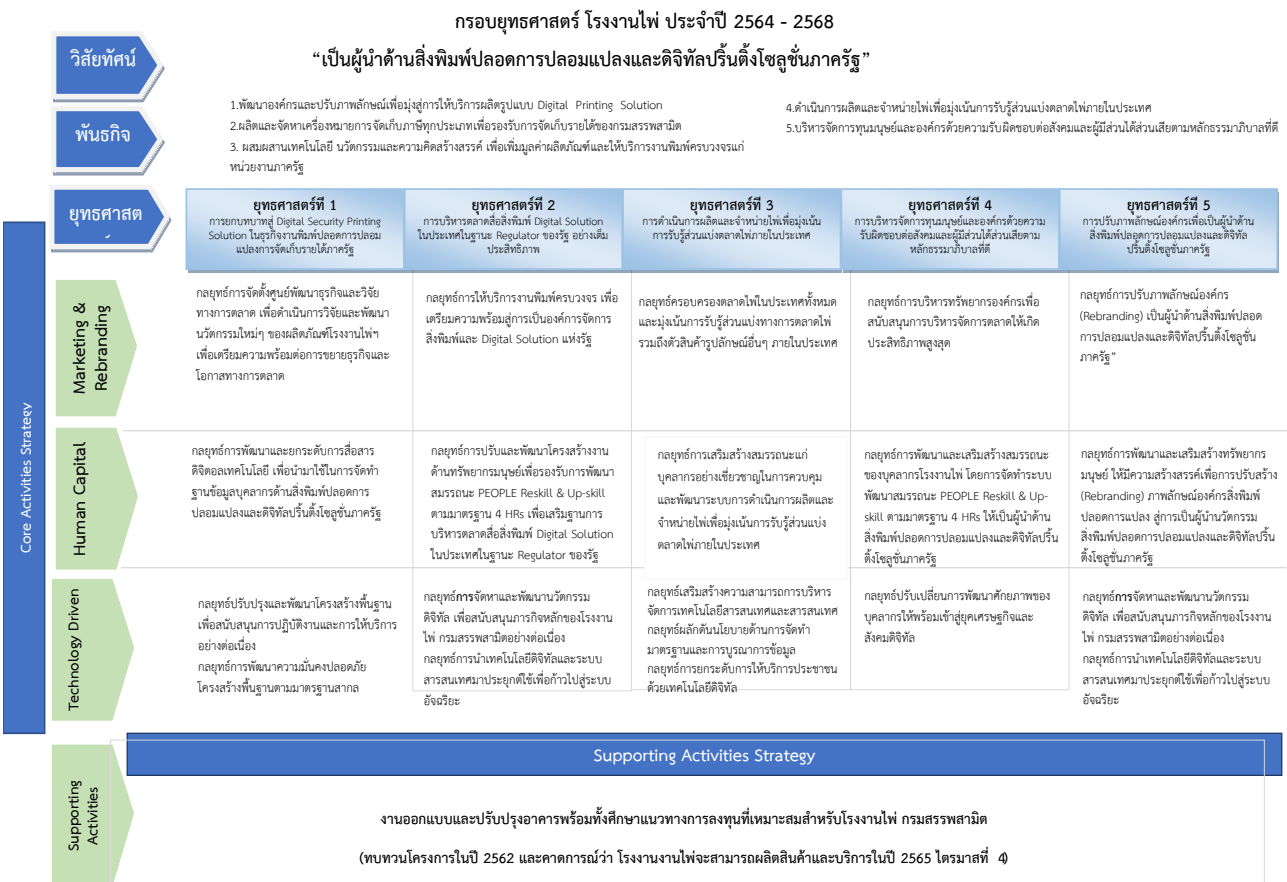 กรอบยุทธศาสตร์ โรงงานไพ่ ประจำปี 2564 - 2568
วิสัยทัศน์
“เป็นผู้นำด้านสิ่งพิมพ์ปลอดการปลอมแปลงและดิจิทัลปริ้นติ้งโซลูชั่นภาครัฐ”
พันธกิจ
1.พัฒนาองค์กรและปรับภาพลักษณ์เพื่อมุ่งสู่การให้บริการผลิตรูปแบบ Digital Printing Solution
2.ผลิตและจัดหาเครื่องหมายการจัดเก็บภาษีทุกประเภทเพื่อรองรับการจัดเก็บรายได้ของกรมสรรพสามิต
3. ผสมผสานเทคโนโลยี นวัตกรรมและความคิดสร้างสรรค์ เพื่อเพิ่มมูลค่าผลิตภัณฑ์และให้บริการงานพิมพ์ครบวงจรแก่
หน่วยงานภาครัฐ
4.ดำเนินการผลิตและจำหน่ายไพ่เพื่อมุ่งเน้นการรับรู้ส่วนแบ่งตลาดไพ่ภายในประเทศ
5.บริหารจัดการทุนมนุษย์และองค์กรด้วยความรับผิดชอบต่อสังคมและผู้มีส่วนได้ส่วนเสียตามหลักธรรมาภิบาลที่ดี
ยุทธศาสต
ยุทธศาสตร์ที่ 1
การยกบทบาทสู่ Digital Security Printing
Solution ในธุรกิจงานพิมพ์ปลอดการปลอม
แปลงการจัดเก็บรายได้ภาครัฐ
ยุทธศาสตร์ที่ 2
การบริหารตลาดสื่อสิ่งพิมพ์ Digital Solution
ในประเทศในฐานะ Regulator ของรัฐ อย่างเต็ม
ประสิทธิภาพ
ยุทธศาสตร์ที่ 3
การดำเนินการผลิตและจำหน่ายไพ่เพื่อมุ่งเน้น
การรับรู้ส่วนแบ่งตลาดไพ่ภายในประเทศ
ยุทธศาสตร์ที่ 4
การบริหารจัดการทุนมนุษย์และองค์กรด้วยความ
รับผิดชอบต่อสังคมและผู้มีส่วนได้ส่วนเสียตาม
หลักธรรมาภิบาลที่ดี
ยุทธศาสตร์ที่ 5
การปรับภาพลักษณ์องค์กรเพื่อเป็นผู้นำด้าน
สิ่งพิมพ์ปลอดการปลอมแปลงและดิจิทัล
ปริ้นติ้งโซลูชั่นภาครัฐ
Core Activities Strategy
Marketing &
Rebranding
กลยุทธ์การจัดตั้งศูนย์พัฒนาธุรกิจและวิจัย
ทางการตลาด เพื่อดำเนินการวิจัยและพัฒนา
นวัตกรรมใหม่ๆ ของผลิตภัณฑ์โรงงานไพ่ฯ
เพื่อเตรียมความพร้อมต่อการขยายธุรกิจและ
โอกาสทางการตลาด
กลยุทธ์การให้บริการงานพิมพ์ครบวงจร เพื่อ
เตรียมความพร้อมสู่การเป็นองค์การจัดการ
สิ่งพิมพ์และ Digital Solution แห่งรัฐ
กลยุทธ์ครอบครองตลาดไพ่ในประเทศทั้งหมด
และมุ่งเน้นการรับรู้ส่วนแบ่งทางการตลาดไพ่
รวมถึงตัวสินค้ารูปลักษณ์อื่นๆ ภายในประเทศ
กลยุทธ์การบริหารทรัพยากรองค์กรเพื่อ
สนับสนุนการบริหารจัดการตลาดให้เกิด
ประสิทธิภาพสูงสุด
กลยุทธ์การปรับภาพลักษณ์องค์กร
(Rebranding) เป็นผู้นำด้านสิ่งพิมพ์ปลอด
การปลอมแปลงและดิจิทัลปริ้นติ้งโซลูชั่น
ภาครัฐ”
Human Capital
กลยุทธ์การพัฒนาและยกระดับการสื่อสาร
ดิจิตอลเทคโนโลยี เพื่อนำมาใช้ในการจัดทำ
ฐานข้อมูลบุคลากรด้านสิ่งพิมพ์ปลอดการ
ปลอมแปลงและดิจิทัลปริ้นติ้งโซลูชั่นภาครัฐ
กลยุทธ์การปรับและพัฒนาโครงสร้างงาน
ด้านทรัพยากรมนุษย์เพื่อรองรับการพัฒนา
สมรรถนะ PEOPLE Reskill & Up-skill
ตามมาตรฐาน 4 HRs เพื่อเสริมฐานการ
บริหารตลาดสื่อสิ่งพิมพ์ Digital Solution
ในประเทศในฐานะ Regulator ของรัฐ
กลยุทธ์การเสริมสร้างสมรรถนะแก่
บุคลากรอย่างเชี่ยวชาญในการควบคุม
และพัฒนาระบบการดำเนินการผลิตและ
จำหน่ายไพ่เพื่อมุ่งเน้นการรับรู้ส่วนแบ่ง
ตลาดไพ่ภายในประเทศ
กลยุทธ์การพัฒนาและเสริมสร้างสมรรถนะ
ของบุคลากรโรงงานไพ่ โดยการจัดทำระบบ
พัฒนาสมรรถนะ PEOPLE Reskill & Up-
skill ตามมาตรฐาน 4 HRs ให้เป็นผู้นำด้าน
สิ่งพิมพ์ปลอดการปลอมแปลงและดิจิทัลปริ้น
ติ้งโซลูชั่นภาครัฐ
กลยุทธ์การพัฒนาและเสริมสร้างทรัพยากร
มนุษย์ ให้มีความสร้างสรรค์เพื่อการปรับสร้าง
(Rebranding) ภาพลักษณ์องค์กรสิ่งพิมพ์
ปลอดการแปลง สู่การเป็นผู้นำนวัตกรรม
สิ่งพิมพ์ปลอดการปลอมแปลงและดิจิทัลปริ้น
ติ้งโซลูชั่นภาครัฐ
Technology Driven
กลยุทธ์ปรับปรุงและพัฒนาโครงสร้างพื้นฐาน
เพื่อสนับสนุนการปฏิบัติงานและการให้บริการ
อย่างต่อเนื่อง
กลยุทธ์การพัฒนาความมั่นคงปลอดภัย
โครงสร้างพื้นฐานตามมาตรฐานสากล
กลยุทธ์การจัดหาและพัฒนานวัตกรรม
ดิจิทัล เพื่อสนับสนุนภารกิจหลักของโรงงาน
ไพ่ กรมสรรพสามิตอย่างต่อเนื่อง
กลยุทธ์การนำเทคโนโลยีดิจิทัลและระบบ
สารสนเทศมาประยุกต์ใช้เพื่อก้าวไปสู่ระบบ
อัจฉริยะ
กลยุทธ์เสริมสร้างความสามารถการบริหาร
จัดการเทคโนโลยีสารสนเทศและสารสนเทศ
กลยุทธ์ผลักดันนโยบายด้านการจัดทำ
มาตรฐานและการบูรณาการข้อมูล
กลยุทธ์การยกระดับการให้บริการประชาชน
ด้วยเทคโนโลยีดิจิทัล
กลยุทธ์ปรับเปลี่ยนการพัฒนาศักยภาพของ
บุคลากรให้พร้อมเข้าสู่ยุคเศรษฐกิจและ
สังคมดิจิทัล
กลยุทธ์การจัดหาและพัฒนานวัตกรรม
ดิจิทัล เพื่อสนับสนุนภารกิจหลักของโรงงาน
ไพ่ กรมสรรพสามิตอย่างต่อเนื่อง
กลยุทธ์การนำเทคโนโลยีดิจิทัลและระบบ
สารสนเทศมาประยุกต์ใช้เพื่อก้าวไปสู่ระบบ
อัจฉริยะ
Supporting
Activities
Supporting Activities Strategy
งานออกแบบและปรับปรุงอาคารพร้อมทั้งศึกษาแนวทางการลงทุนที่เหมาะสมสำหรับโรงงานไพ่ กรมสรรพสามิต
(ทบทวนโครงการในปี 2562 และคาดการณ์ว่า โรงงานงานไพ่จะสามารถผลิตสินค้าและบริการในปี 2565 ไตรมาสที่ 4)